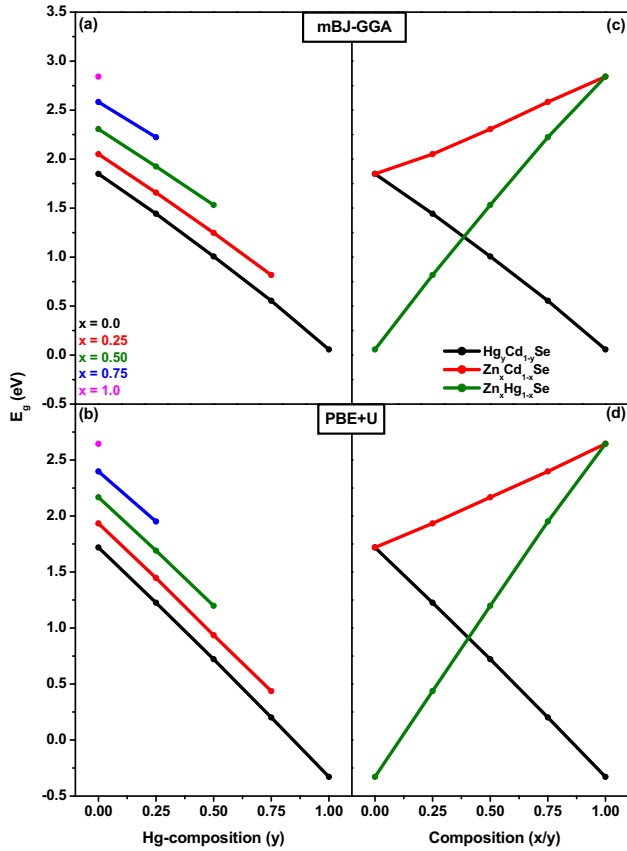 (a)
mBJ-GGA
(c)
3.5
3.0
2.5
2.0
1.5
1.0
0.5
0.0
-0.5
x = 0.0
x = 0.25
x = 0.50
x = 0.75
x = 1.0
HgyCd1-ySe
ZnxCd1-xSe
ZnxHg1-xSe
Eg (eV)
(b)
PBE+U
(d)
2.5
2.0
1.5
1.0
0.5
0.0
-0.5
0.00 0.25 0.50 0.75 1.00
0.00 0.25 0.50 0.75 1.00
Hg-composition (y)
Composition (x/y)